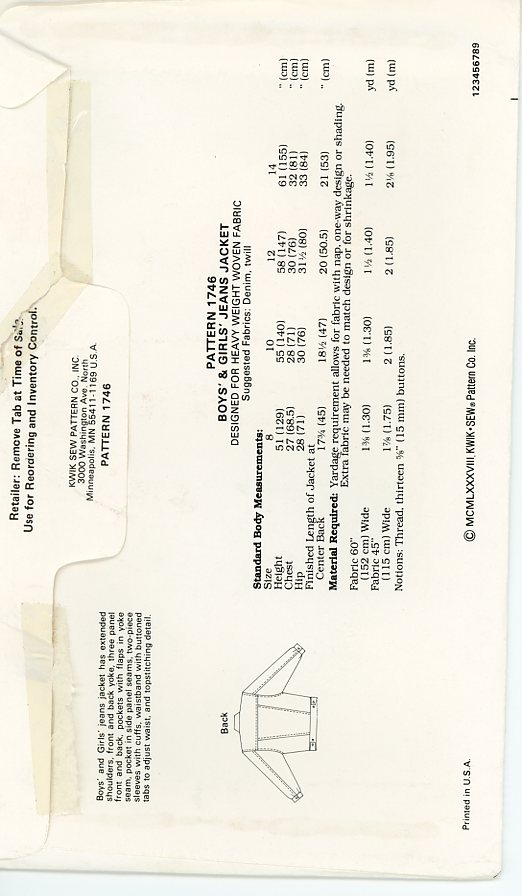 Retailer: Remove Tab at Time of Sale.
Use for Reordering and Inventory Control.
KWIK SEW PATTERN CO., INC.
3000 Washington Ave. North
Minneapolis, MN 55411-1169 U.S.A.
PATTERN 1746
Boys' and Girls' jeans jacket has extended
shoulders, front and back yoke, three panel
front and back, pockets with flaps in yoke
seam, pocket in side panel seams, two-piece
sleeves with cuffs, waistband with buttoned
tabs to adjust waist, and topstitching detail.
PATTERN 1746
BOYS' & GIRLS' JEANS JACKET
DESIGNED FOR HEAVY WEIGHT WOVEN FABRIC
Suggested Fabrics: Denim, twill
Back
Standard Body Measurements:
Size 8 10 12 14
Height 51 (129) 55 (140) 58 (147) 61 (155) " (cm)
Chest 27 (68.5) 28 (71) 30 (76) 32 (81) " (cm)
Hip 28 (71) 30 (76) 31½ (80) 33 (84) " (cm)
Finished Length of Jacket at
Center Back 17¾ (45) 18½ (47) 20 (50.5) 21 (53) " (cm)
Material Required: Yardage requirement allows for fabric with nap, one-way design or shading.
Extra fabric may be needed to match design or for shrinkage.
Fabric 60"
(152 cm) Wide 1⅜ (1.30) 1⅜ (1.30) 1½ (1.40) 1½ (1.40) yd (m)
Fabric 45"
(115 cm) Wide 1⅞ (1.75) 2 (1.85) 2 (1.85) 2⅛ (1.95) yd (m)
Notions: Thread, thirteen ⅝" (15 mm) buttons.
Printed in U.S.A.
© MCMLXXXVIII, KWIK•SEW® Pattern Co. Inc.
123456789